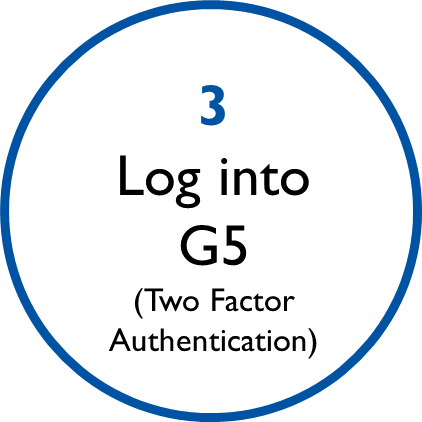 3
Log into
G5
(Two Factor
Authentication)